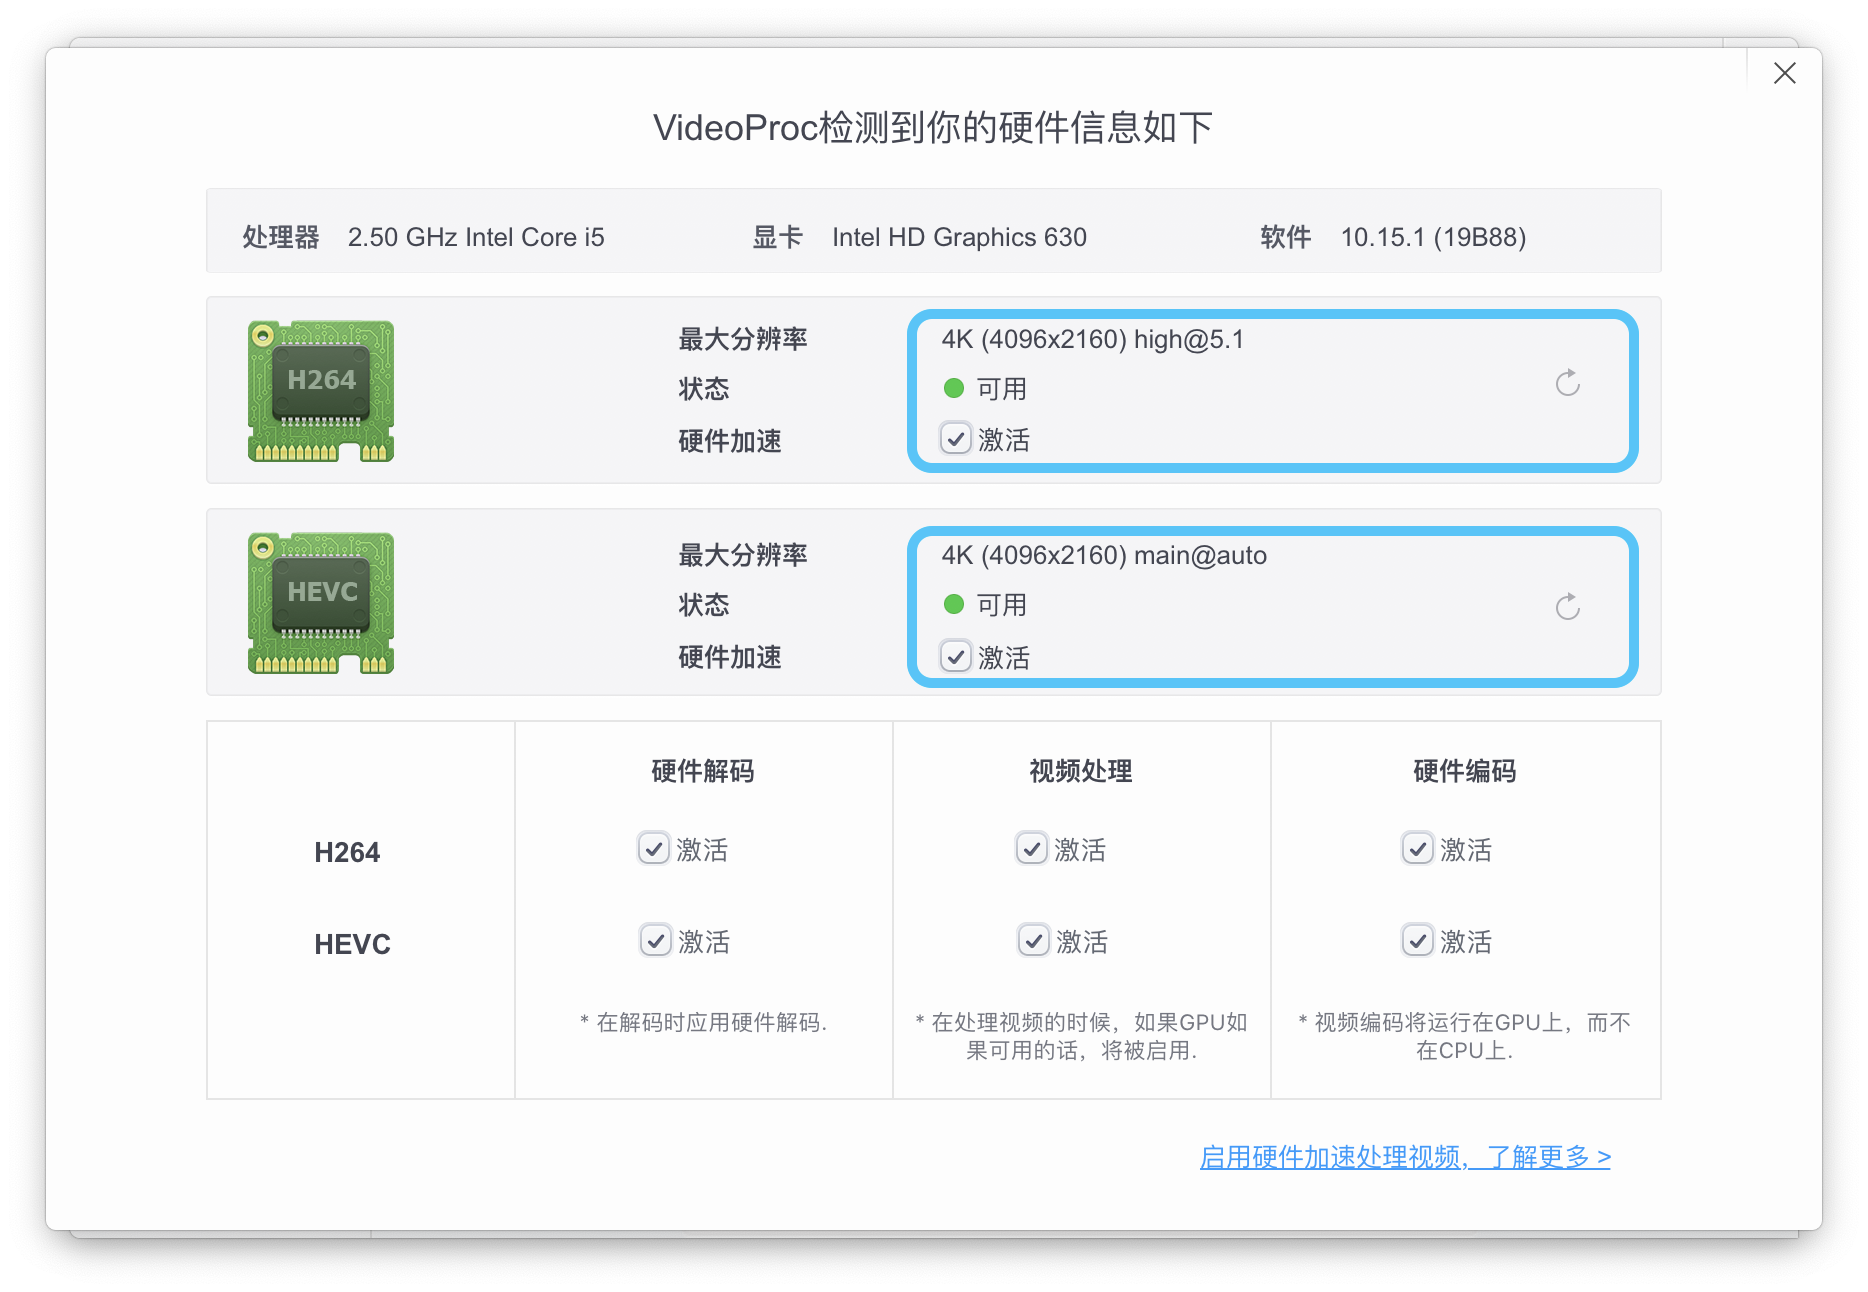 VideoProc检测到你的硬件信息如下
处理器 2.50 GHz Intel Core i5 显卡 Intel HD Graphics 630 软件 10.15.1 (19B88)
H264
最大分辨率 4K (4096x2160) high@5.1
状态 可用
硬件加速 激活
HEVC
最大分辨率 4K (4096x2160) main@auto
状态 可用
硬件加速 激活
硬件解码 视频处理 硬件编码
H264 激活 激活 激活
HEVC 激活 激活 激活
* 在解码时应用硬件解码.
* 在处理视频的时候，如果GPU如
果可用的话，将被启用.
* 视频编码将运行在GPU上，而不
在CPU上.
启用硬件加速处理视频，了解更多 >